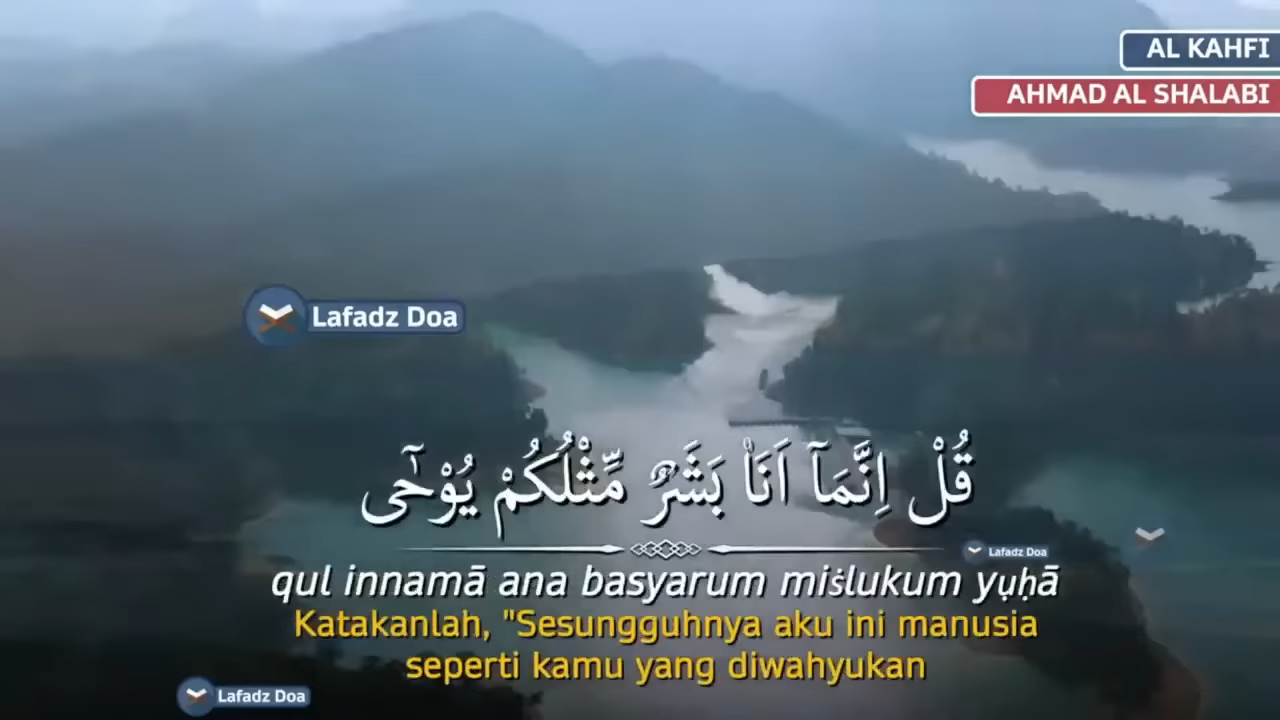 AL KAHFI
AHMAD AL SHALABI
Lafadz Doa
قُلْ اِنَّمَآ اَنَا۠ بَشَرٌ مِّثْلُكُمْ يُوْحٰٓى
Lafadz Doa
qul innamā ana basyarum miṡlukum yụḥā
Katakanlah, "Sesungguhnya aku ini manusia
seperti kamu yang diwahyukan
Lafadz Doa